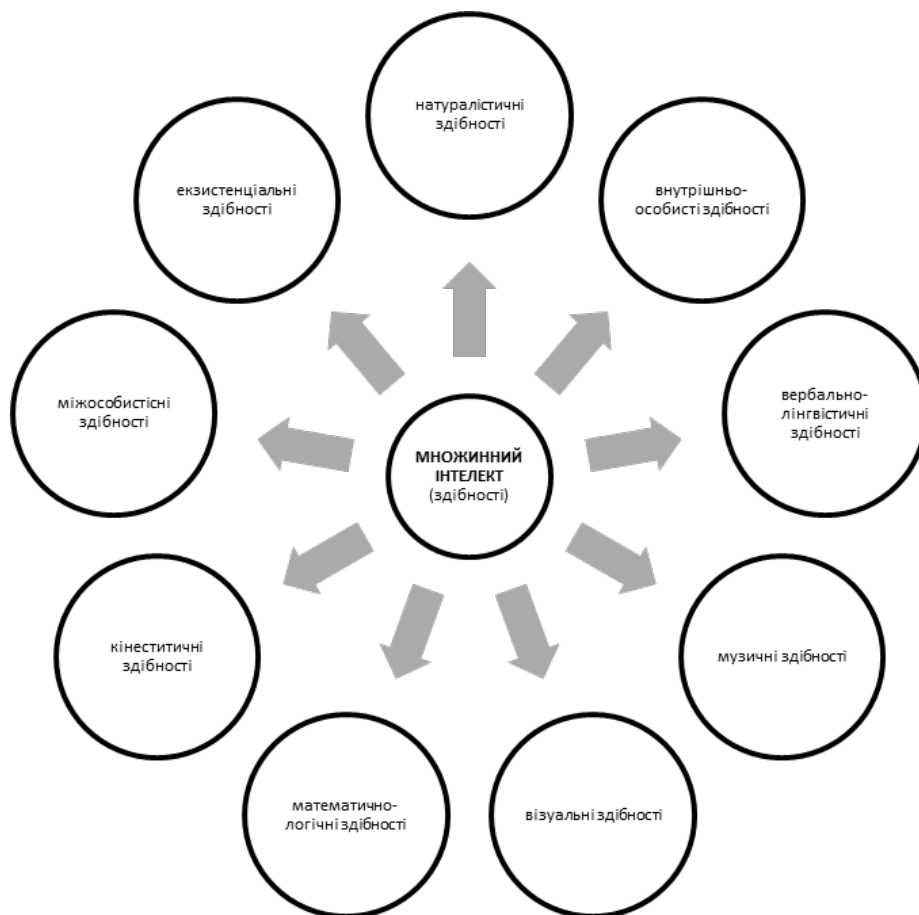 натуралістичні
здібності
екзистенціальні
здібності
внутрішньо-
особисті здібності
міжособистісні
здібності
вербально-
лінгвістичні
здібності
МНОЖИННИЙ
ІНТЕЛЕКТ
(здібності)
кінеститичні
здібності
музичні здібності
математично-
логічні здібності
візуальні здібності